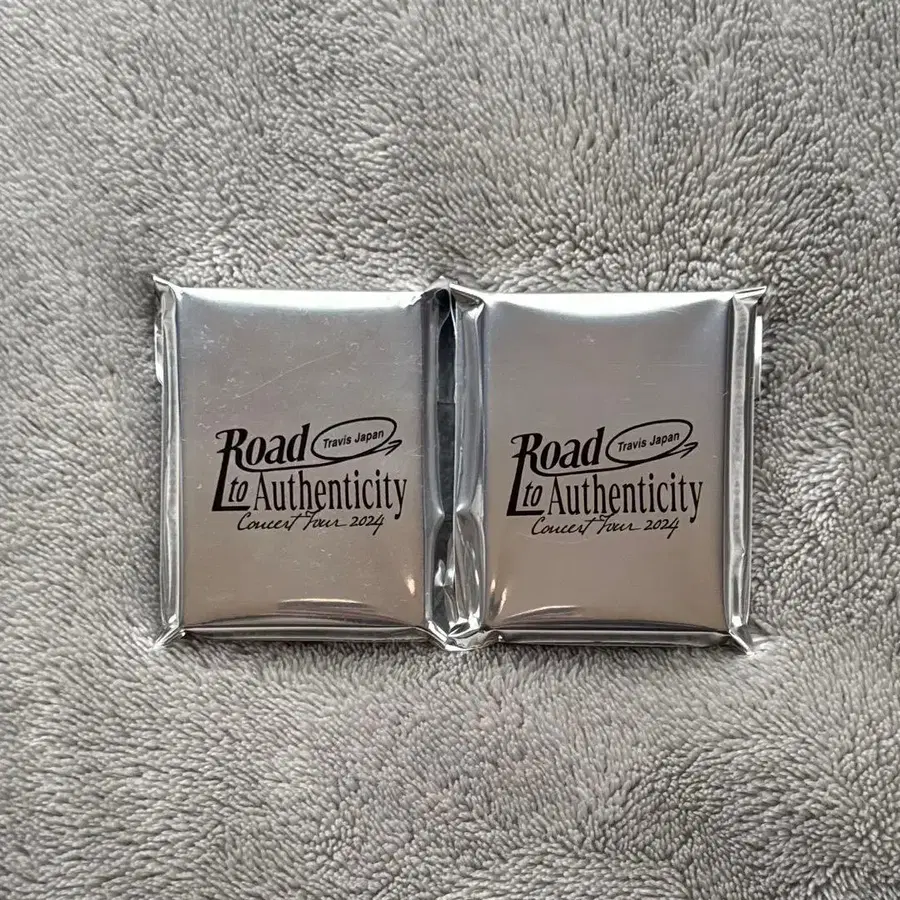 Road Travis Japan
to Authenticity
Concert Tour 2024
Road Travis Japan
to Authenticity
Concert Tour 2024